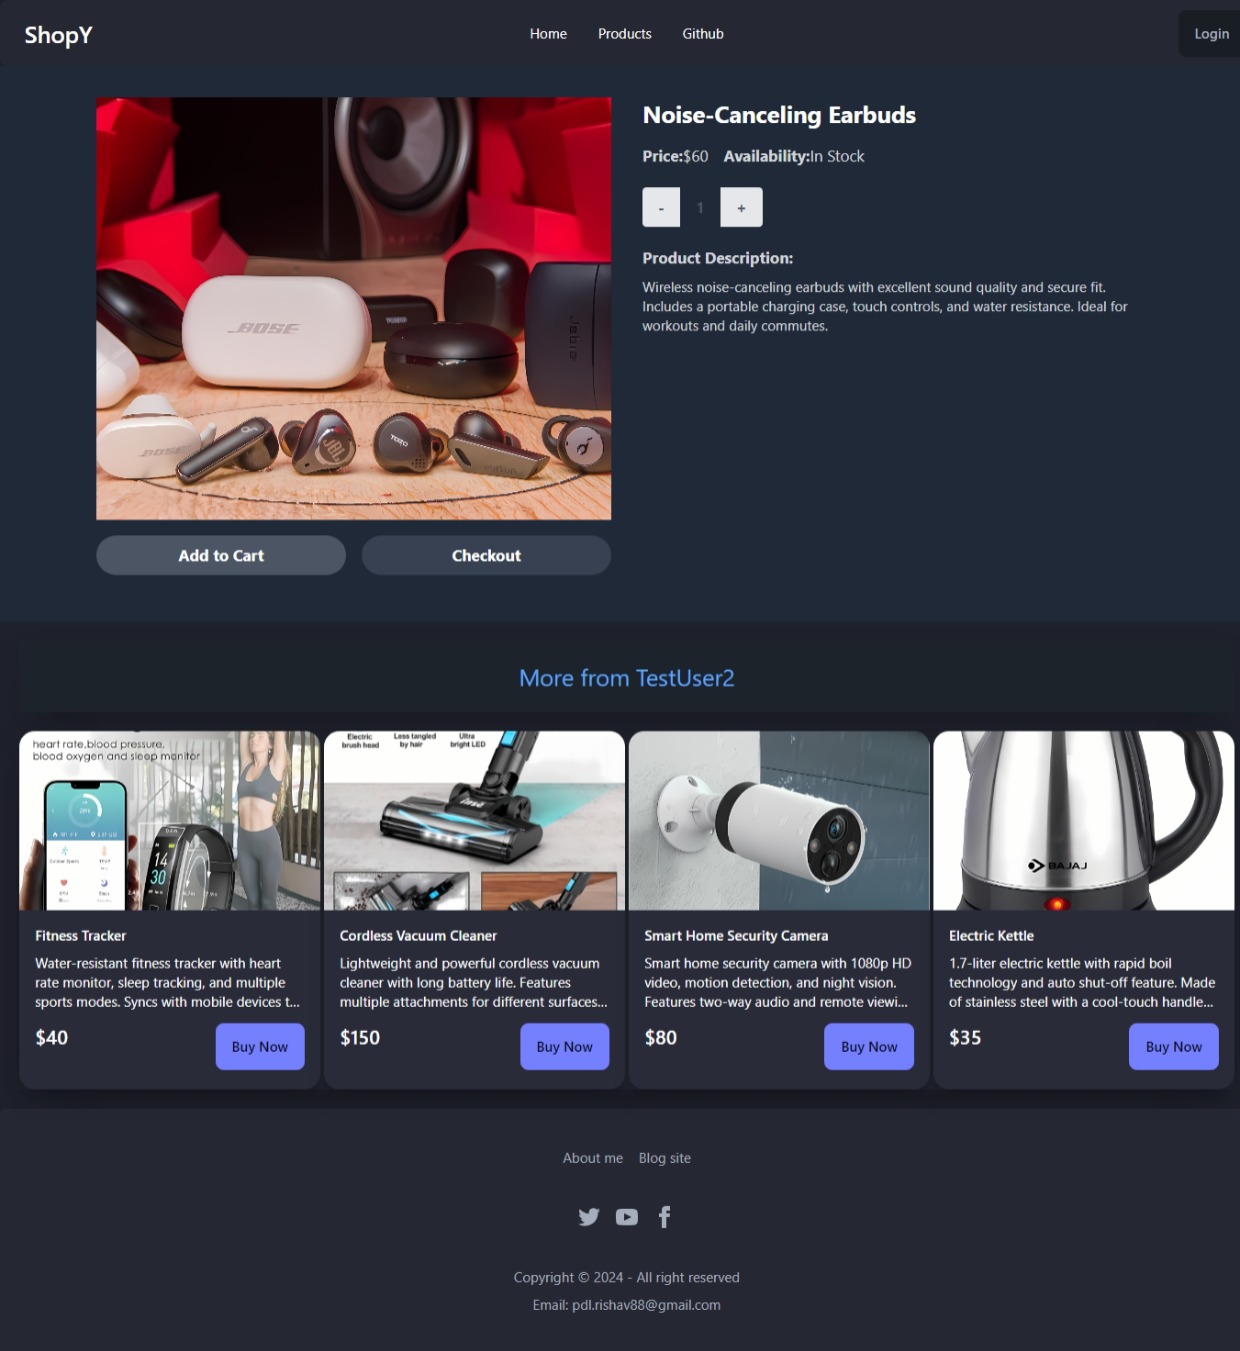 ShopY
Home Products Github
Login
Noise-Canceling Earbuds
Price:$60 Availability:In Stock
- 1 +
Product Description:
Wireless noise-canceling earbuds with excellent sound quality and secure fit.
Includes a portable charging case, touch controls, and water resistance. Ideal for
workouts and daily commutes.
BOSE
Jabra
BOSE
JBL
Add to Cart
Checkout
More from TestUser2
heart rate,blood pressure,
blood oxygen and sleep monitor
14
30
Electric
brush head
Less tangled
by hair
Ultra
bright LED
BAJAJ
Fitness Tracker
Water-resistant fitness tracker with heart
rate monitor, sleep tracking, and multiple
sports modes. Syncs with mobile devices t...
$40
Buy Now
Cordless Vacuum Cleaner
Lightweight and powerful cordless vacuum
cleaner with long battery life. Features
multiple attachments for different surfaces...
$150
Buy Now
Smart Home Security Camera
Smart home security camera with 1080p HD
video, motion detection, and night vision.
Features two-way audio and remote viewi...
$80
Buy Now
Electric Kettle
1.7-liter electric kettle with rapid boil
technology and auto shut-off feature. Made
of stainless steel with a cool-touch handle...
$35
Buy Now
About me Blog site
Copyright © 2024 - All right reserved
Email: pdl.rishav88@gmail.com